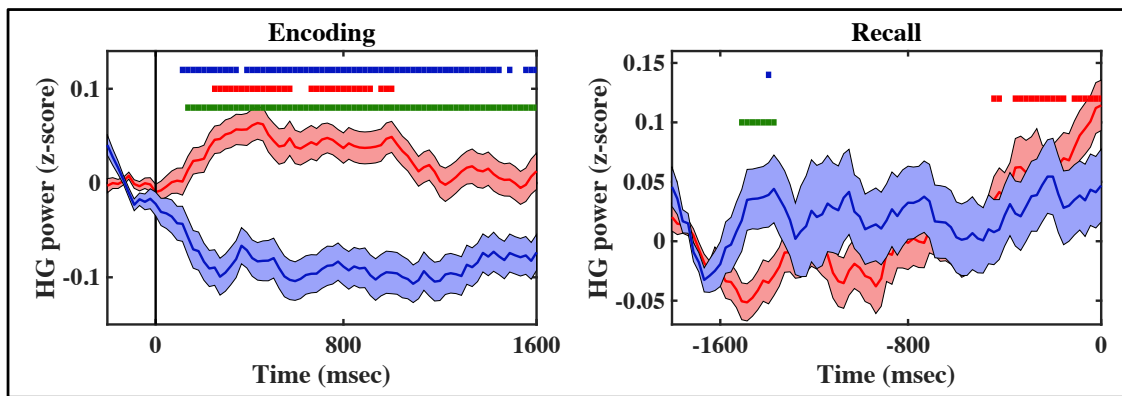 Encoding
HG power (z-score)
0.1
0
-0.1
0
800
1600
Time (msec)
Recall
HG power (z-score)
0.15
0.1
0.05
0
-0.05
-1600
-800
0
Time (msec)